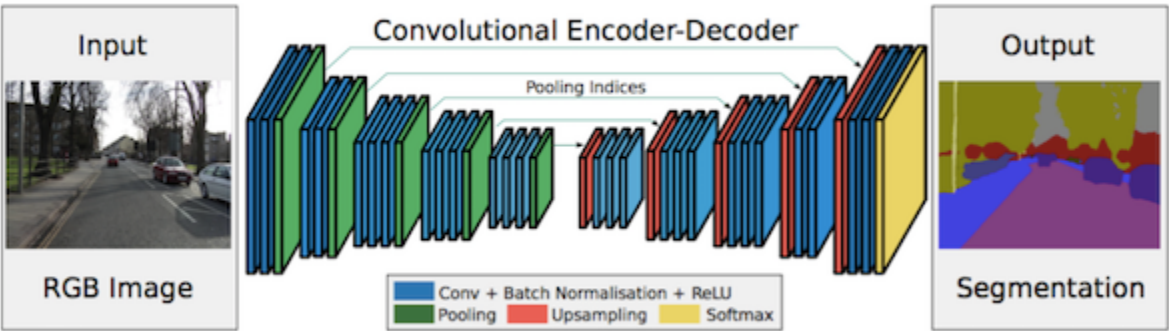 Input
RGB Image
Convolutional Encoder-Decoder
Pooling Indices
Conv + Batch Normalisation + ReLU
Pooling Upsampling Softmax
Output
Segmentation